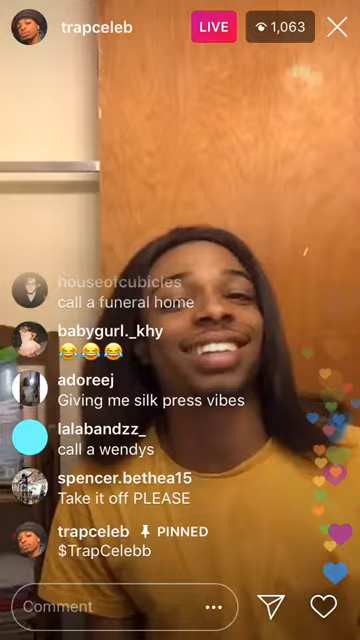 trapceleb
LIVE
1,063
houseofcubicles
call a funeral home
babygurl._khy
😂😂😂
adoreej
Giving me silk press vibes
lalabandzz_
call a wendys
spencer.bethea15
Take it off PLEASE
trapceleb PINNED
$TrapCelebb
Comment